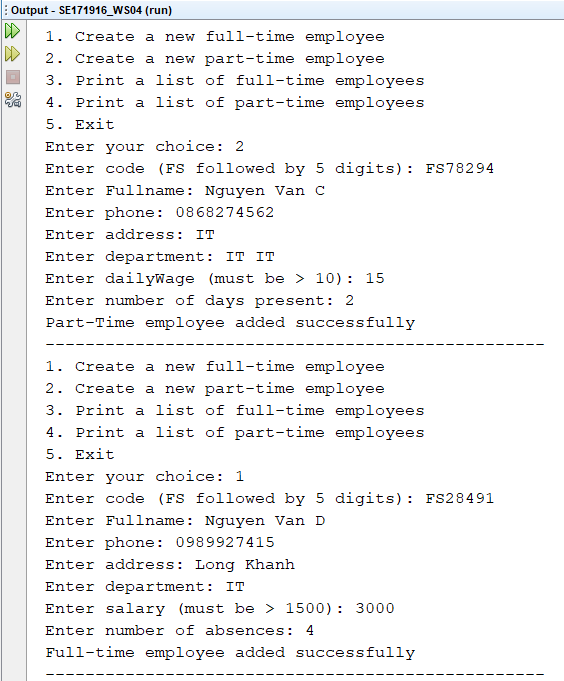 Output - SE171916_WS04 (run)
1. Create a new full-time employee
2. Create a new part-time employee
3. Print a list of full-time employees
4. Print a list of part-time employees
5. Exit
Enter your choice: 2
Enter code (FS followed by 5 digits): FS78294
Enter Fullname: Nguyen Van C
Enter phone: 0868274562
Enter address: IT
Enter department: IT IT
Enter dailyWage (must be > 10): 15
Enter number of days present: 2
Part-Time employee added successfully
--------------------------------------------------
1. Create a new full-time employee
2. Create a new part-time employee
3. Print a list of full-time employees
4. Print a list of part-time employees
5. Exit
Enter your choice: 1
Enter code (FS followed by 5 digits): FS28491
Enter Fullname: Nguyen Van D
Enter phone: 0989927415
Enter address: Long Khanh
Enter department: IT
Enter salary (must be > 1500): 3000
Enter number of absences: 4
Full-time employee added successfully
--------------------------------------------------